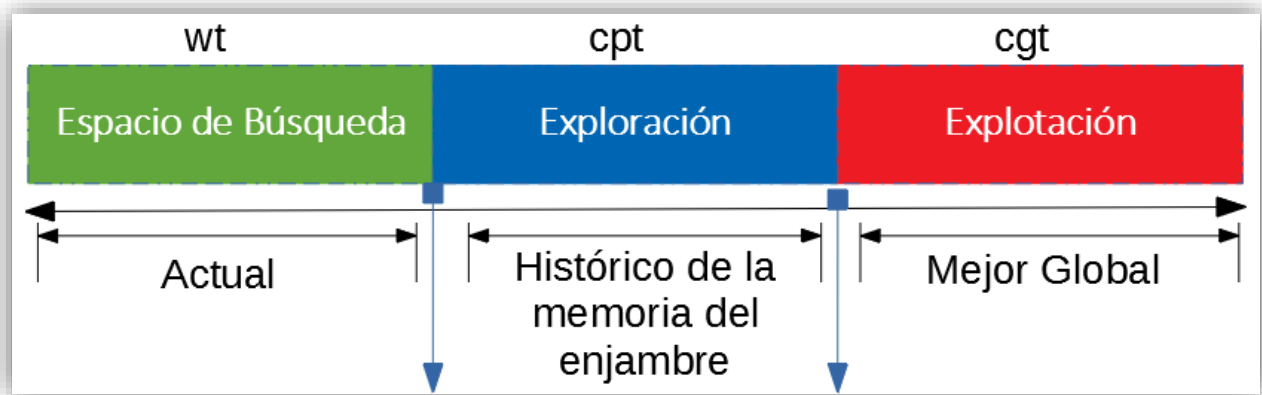 wt cpt cgt
Espacio de Búsqueda Exploración Explotación
Actual
Histórico de la
memoria del
enjambre
Mejor Global